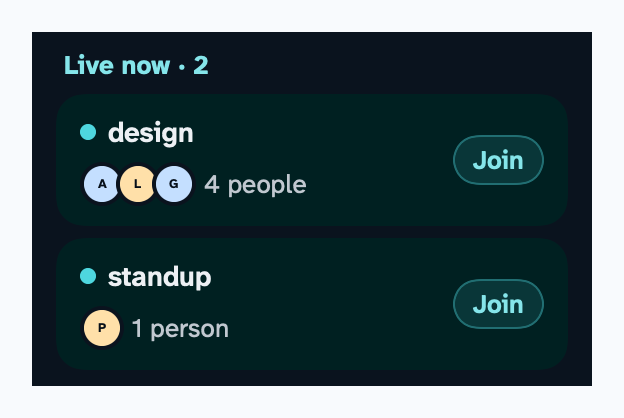 Live now · 2
design
Join
A L G 4 people
standup
Join
P 1 person